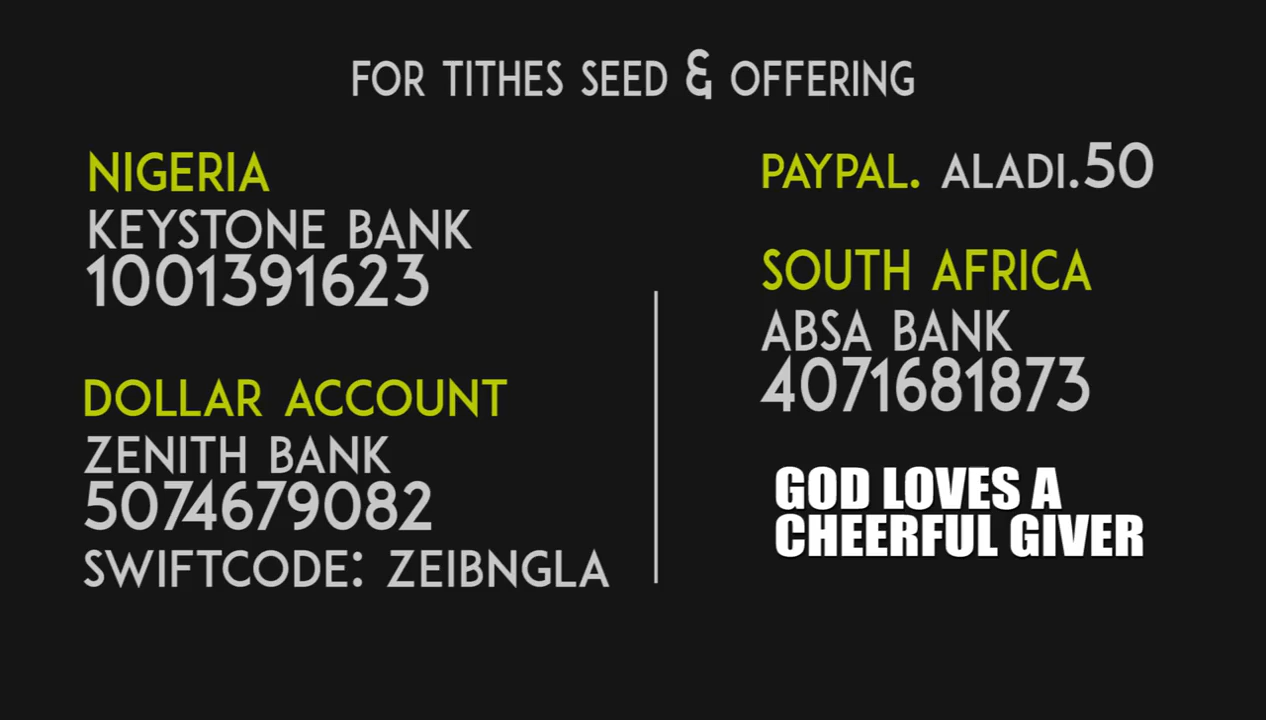 FOR TITHES SEED & OFFERING
NIGERIA
KEYSTONE BANK
1001391623
DOLLAR ACCOUNT
ZENITH BANK
5074679082
SWIFTCODE: ZEIBNGLA
PAYPAL. ALADI.50
SOUTH AFRICA
ABSA BANK
4071681873
GOD LOVES A
CHEERFUL GIVER